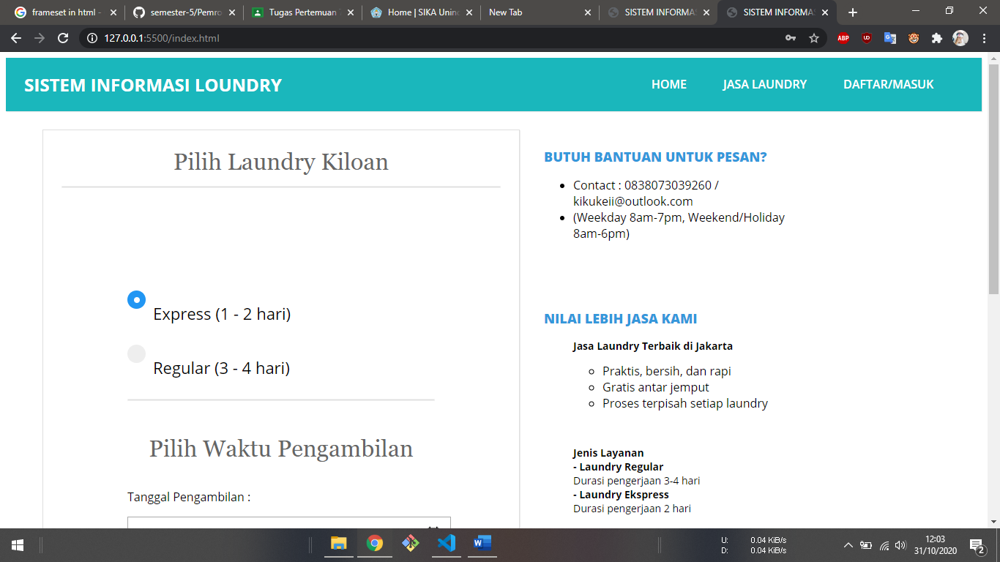 frameset in html -
semester-5/Pemro
Tugas Pertemuan
Home | SIKA Unin
New Tab
SISTEM INFORMAS
SISTEM INFORMAS
127.0.0.1:5500/index.html
ABP
UD
SISTEM INFORMASI LOUNDRY
HOME
JASA LAUNDRY
DAFTAR/MASUK
Pilih Laundry Kiloan
Express (1 - 2 hari)
Regular (3 - 4 hari)
Pilih Waktu Pengambilan
Tanggal Pengambilan :
BUTUH BANTUAN UNTUK PESAN?
Contact : 0838073039260 /
kikukeii@outlook.com
(Weekday 8am-7pm, Weekend/Holiday
8am-6pm)
NILAI LEBIH JASA KAMI
Jasa Laundry Terbaik di Jakarta
Praktis, bersih, dan rapi
Gratis antar jemput
Proses terpisah setiap laundry
Jenis Layanan
- Laundry Regular
Durasi pengerjaan 3-4 hari
- Laundry Ekspress
Durasi pengerjaan 2 hari
U: 0.04 KiB/s
D: 0.04 KiB/s
12:03
31/10/2020
2